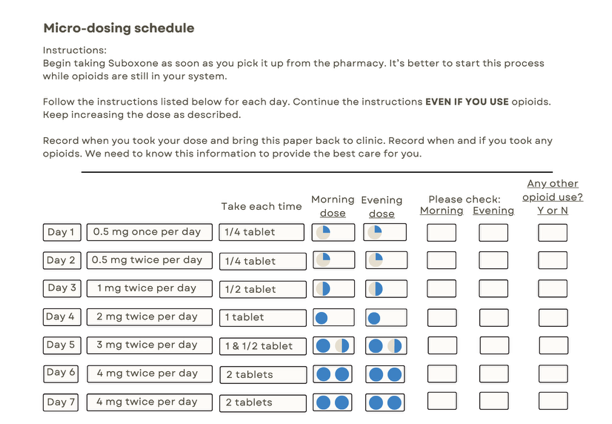 Micro-dosing schedule
Instructions:
Begin taking Suboxone as soon as you pick it up from the pharmacy. It's better to start this process
while opioids are still in your system.
Follow the instructions listed below for each day. Continue the instructions EVEN IF YOU USE opioids.
Keep increasing the dose as described.
Record when you took your dose and bring this paper back to clinic. Record when and if you took any
opioids. We need to know this information to provide the best care for you.
Take each time
Morning dose
Evening dose
Please check:
Morning Evening
Any other
opioid use?
Y or N
Day 1 0.5 mg once per day 1/4 tablet
Day 2 0.5 mg twice per day 1/4 tablet
Day 3 1 mg twice per day 1/2 tablet
Day 4 2 mg twice per day 1 tablet
Day 5 3 mg twice per day 1 & 1/2 tablet
Day 6 4 mg twice per day 2 tablets
Day 7 4 mg twice per day 2 tablets